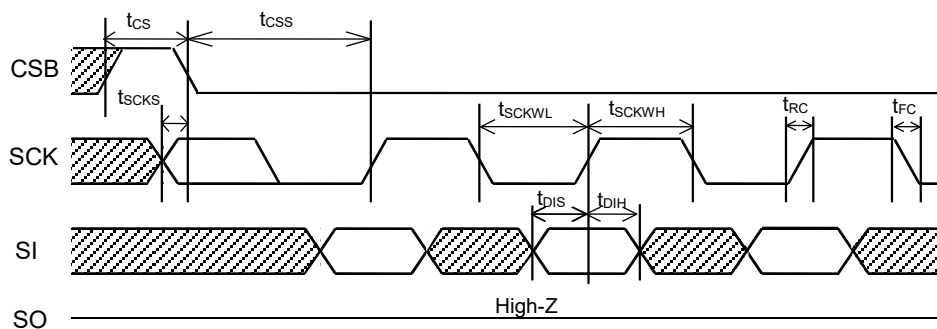 tCS
tCSS
CSB
tSCKS
tSCKWL
tSCKWH
tRC
tFC
SCK
tDIS
tDIH
SI
High-Z
SO